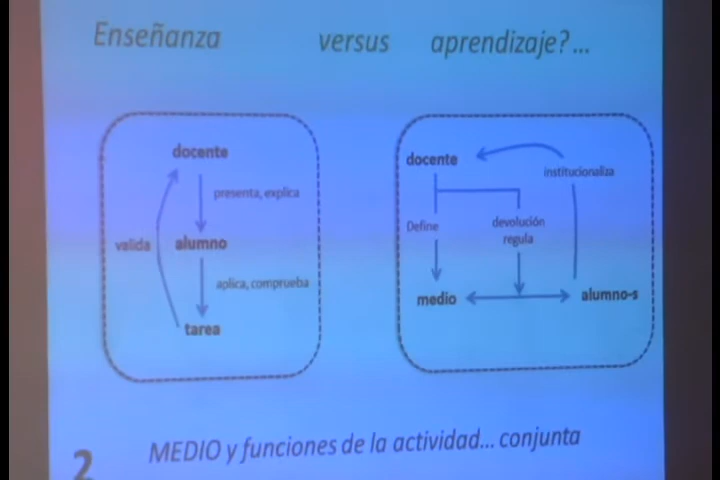 Enseñanza versus aprendizaje?...
docente
presenta, explica
valida
alumno
aplica, comprueba
tarea
docente
institucionaliza
Define
devolución
regula
medio
alumno-s
2
MEDIO y funciones de la actividad... conjunta